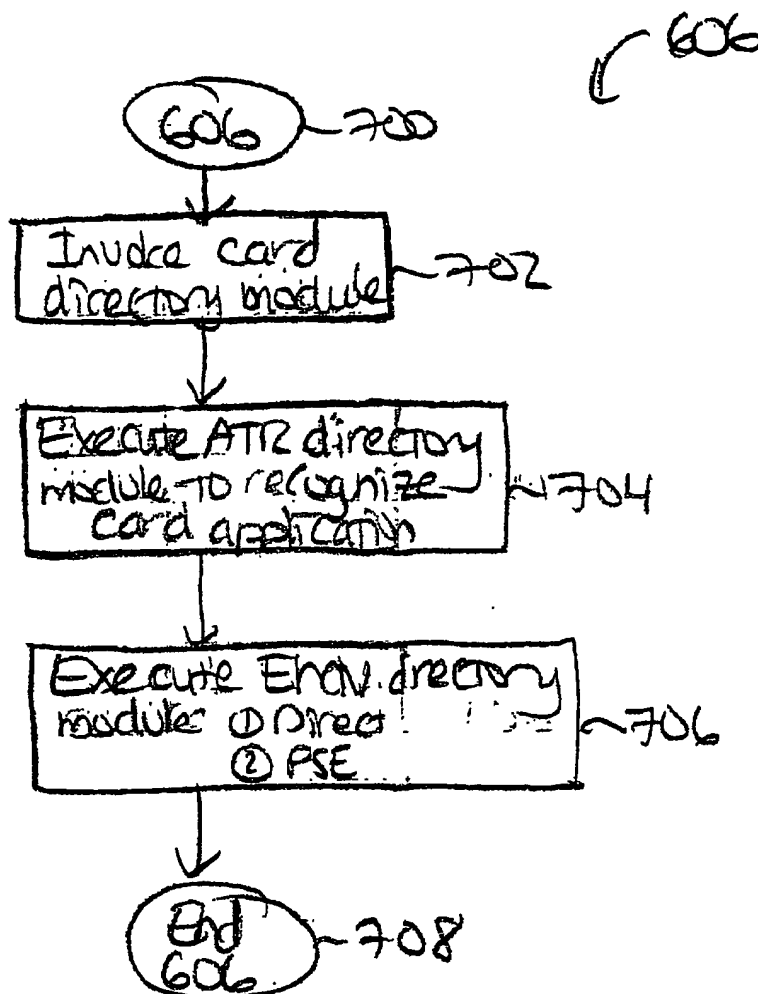 606
606
700
Invoke card
directory module
702
Execute ATR directory
module to recognize
card application
704
Execute directory
module: ① Direct
② PSE
706
End
606
708